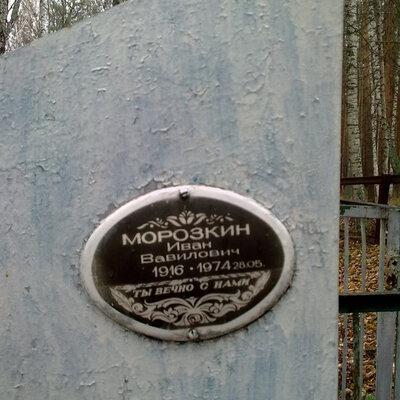 МОРОЗКИН
Иван
Вавилович
1916 • 1974 28.05.
ТЫ ВЕЧНО С НАМИ